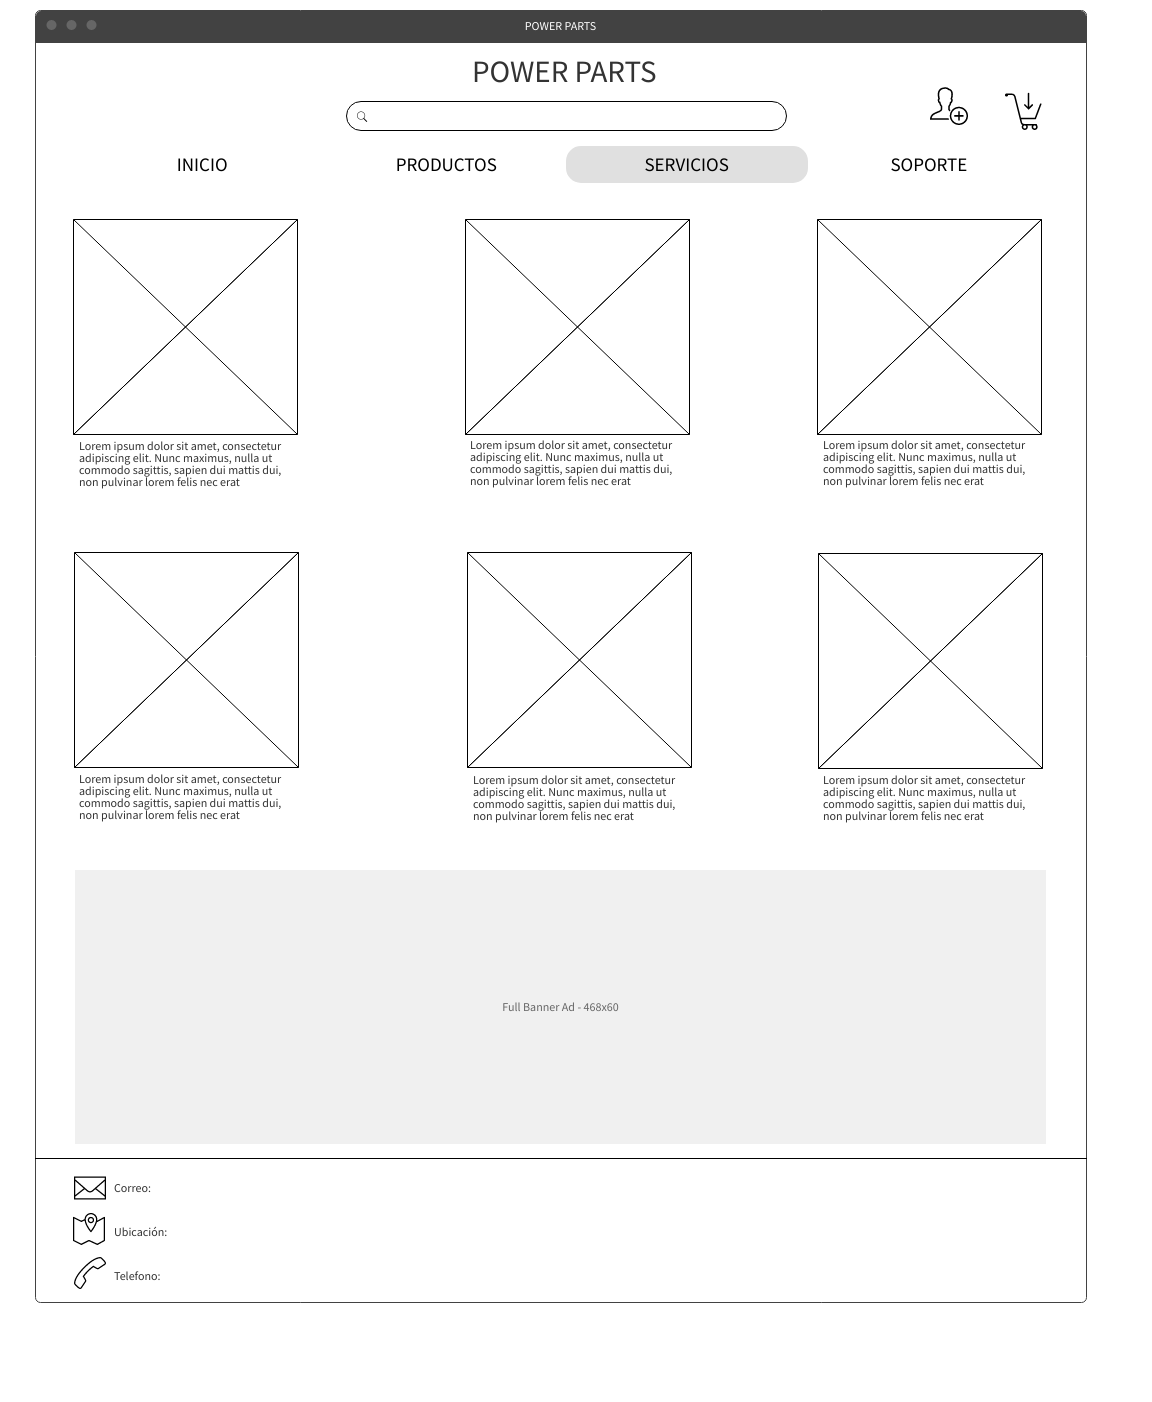 POWER PARTS
POWER PARTS
INICIO PRODUCTOS SERVICIOS SOPORTE
Lorem ipsum dolor sit amet, consectetur
adipiscing elit. Nunc maximus, nulla ut
commodo sagittis, sapien dui mattis dui,
non pulvinar lorem felis nec erat
Lorem ipsum dolor sit amet, consectetur
adipiscing elit. Nunc maximus, nulla ut
commodo sagittis, sapien dui mattis dui,
non pulvinar lorem felis nec erat
Lorem ipsum dolor sit amet, consectetur
adipiscing elit. Nunc maximus, nulla ut
commodo sagittis, sapien dui mattis dui,
non pulvinar lorem felis nec erat
Lorem ipsum dolor sit amet, consectetur
adipiscing elit. Nunc maximus, nulla ut
commodo sagittis, sapien dui mattis dui,
non pulvinar lorem felis nec erat
Lorem ipsum dolor sit amet, consectetur
adipiscing elit. Nunc maximus, nulla ut
commodo sagittis, sapien dui mattis dui,
non pulvinar lorem felis nec erat
Lorem ipsum dolor sit amet, consectetur
adipiscing elit. Nunc maximus, nulla ut
commodo sagittis, sapien dui mattis dui,
non pulvinar lorem felis nec erat
Full Banner Ad - 468x60
Correo:
Ubicación:
Telefono: